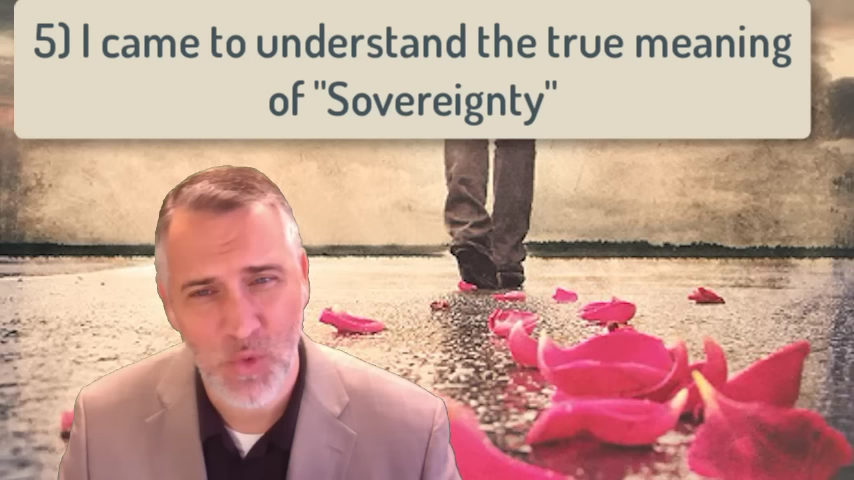 5) I came to understand the true meaning
of "Sovereignty"